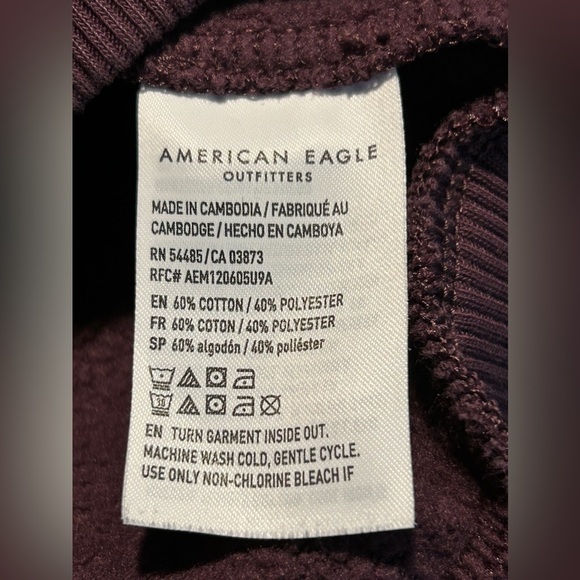 AMERICAN EAGLE
OUTFITTERS
MADE IN CAMBODIA / FABRIQUÉ AU
CAMBODGE / HECHO EN CAMBOYA
RN 54485 / CA 03873
RFC# AEM120605U9A
EN 60% COTTON / 40% POLYESTER
FR 60% COTON / 40% POLYESTER
SP 60% algodón / 40% poliéster
30
EN TURN GARMENT INSIDE OUT.
MACHINE WASH COLD, GENTLE CYCLE.
USE ONLY NON-CHLORINE BLEACH IF